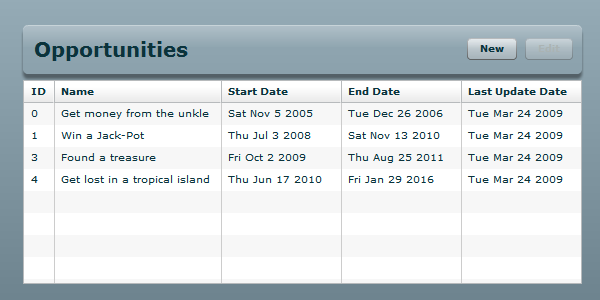 Opportunities
New Edit
ID Name Start Date End Date Last Update Date
0 Get money from the unkle Sat Nov 5 2005 Tue Dec 26 2006 Tue Mar 24 2009
1 Win a Jack-Pot Thu Jul 3 2008 Sat Nov 13 2010 Tue Mar 24 2009
3 Found a treasure Fri Oct 2 2009 Thu Aug 25 2011 Tue Mar 24 2009
4 Get lost in a tropical island Thu Jun 17 2010 Fri Jan 29 2016 Tue Mar 24 2009